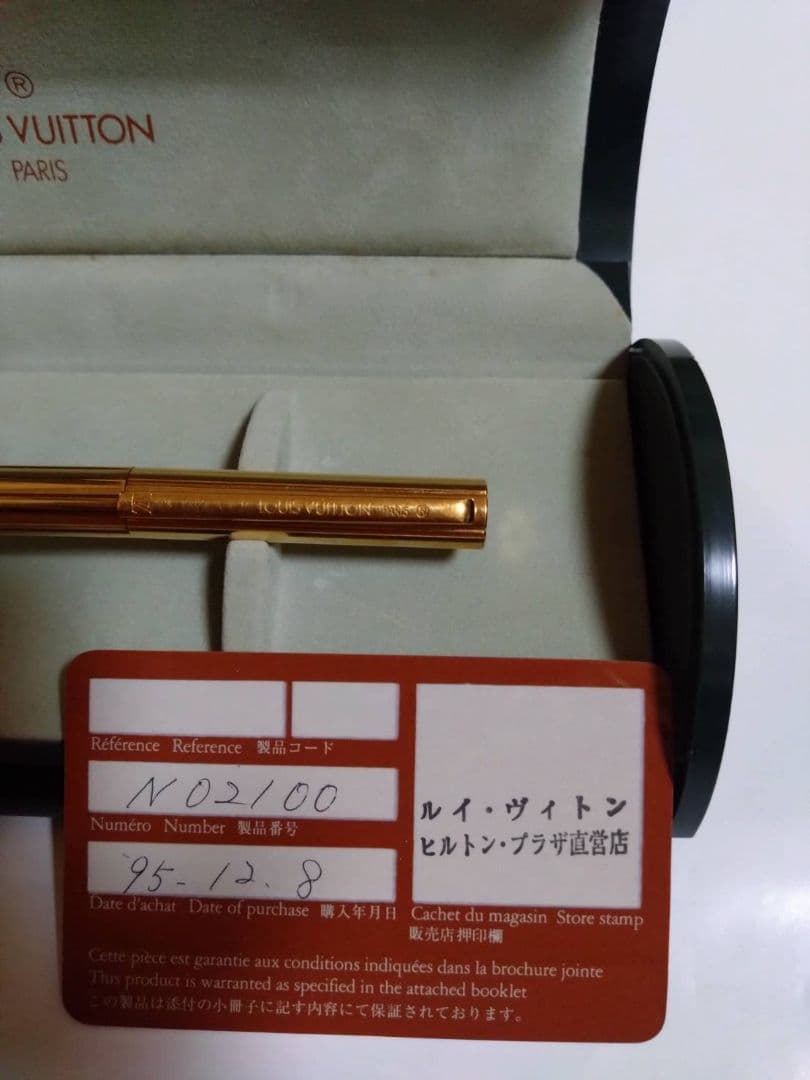 ®
VUITTON
PARIS
LOUIS VUITTON PARIS ®
Référence Reference 製品コード
N02100
Numéro Number 製品番号
'95-12.8
Date d'achat Date of purchase 購入年月日
ルイ・ヴィトン
ヒルトン・プラザ直営店
Cachet du magasin Store stamp
販売店押印欄
Cette pièce est garantie aux conditions indiquées dans la brochure jointe
This product is warranted as specified in the attached booklet
この製品は添付の小冊子に記す内容にて保証されております。